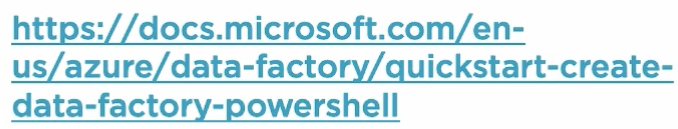 https://docs.microsoft.com/en-
us/azure/data-factory/quickstart-create-
data-factory-powershell